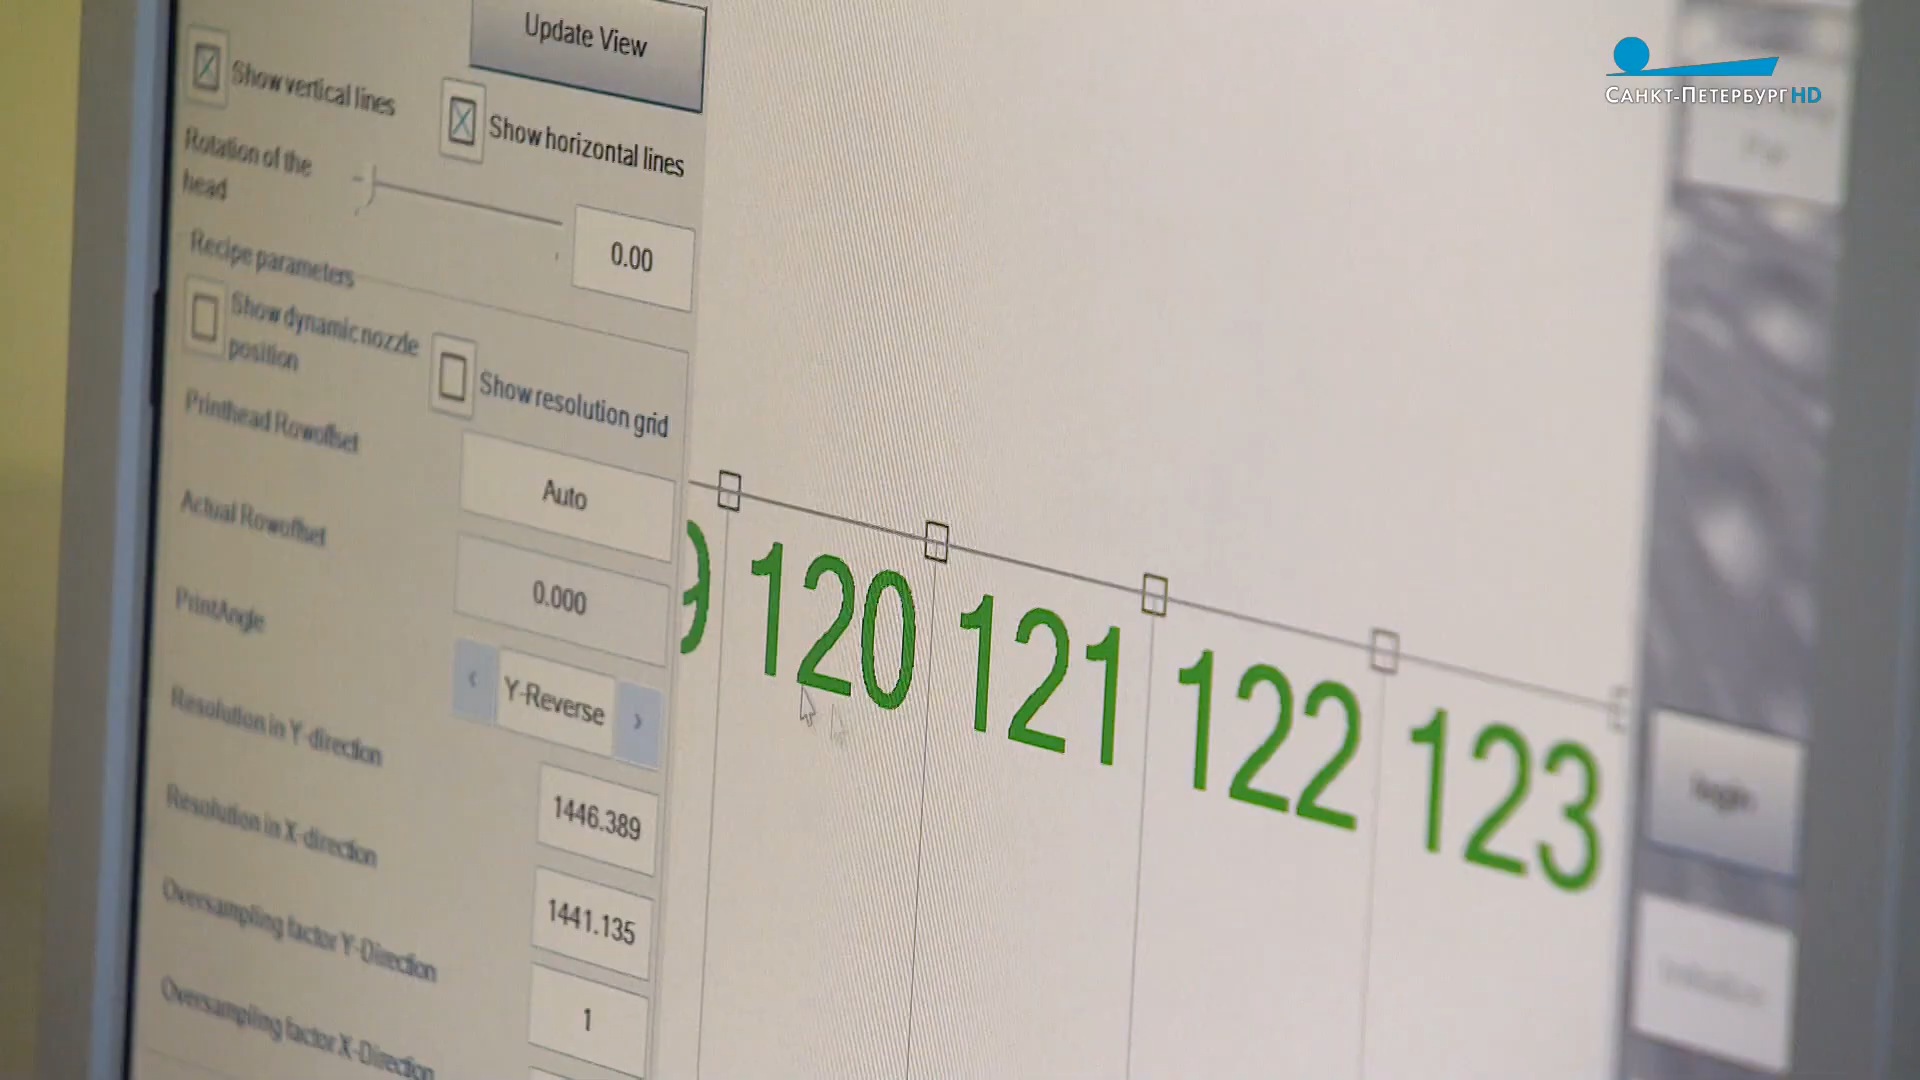 Update View
Show vertical lines
Show horizontal lines
Rotation of the
head
0.00
Recipe parameters
Show dynamic nozzle
position
Show resolution grid
Printhead Rowoffset
Auto
Actual Rowoffset
0.000
PrintAngle
Y-Reverse
Resolution in Y-direction
1446.389
Resolution in X-direction
1441.135
Oversampling factor Y-Direction
1
Oversampling factor X-Direction
9 120 121 122 123
САНКТ-ПЕТЕРБУРГ HD
login